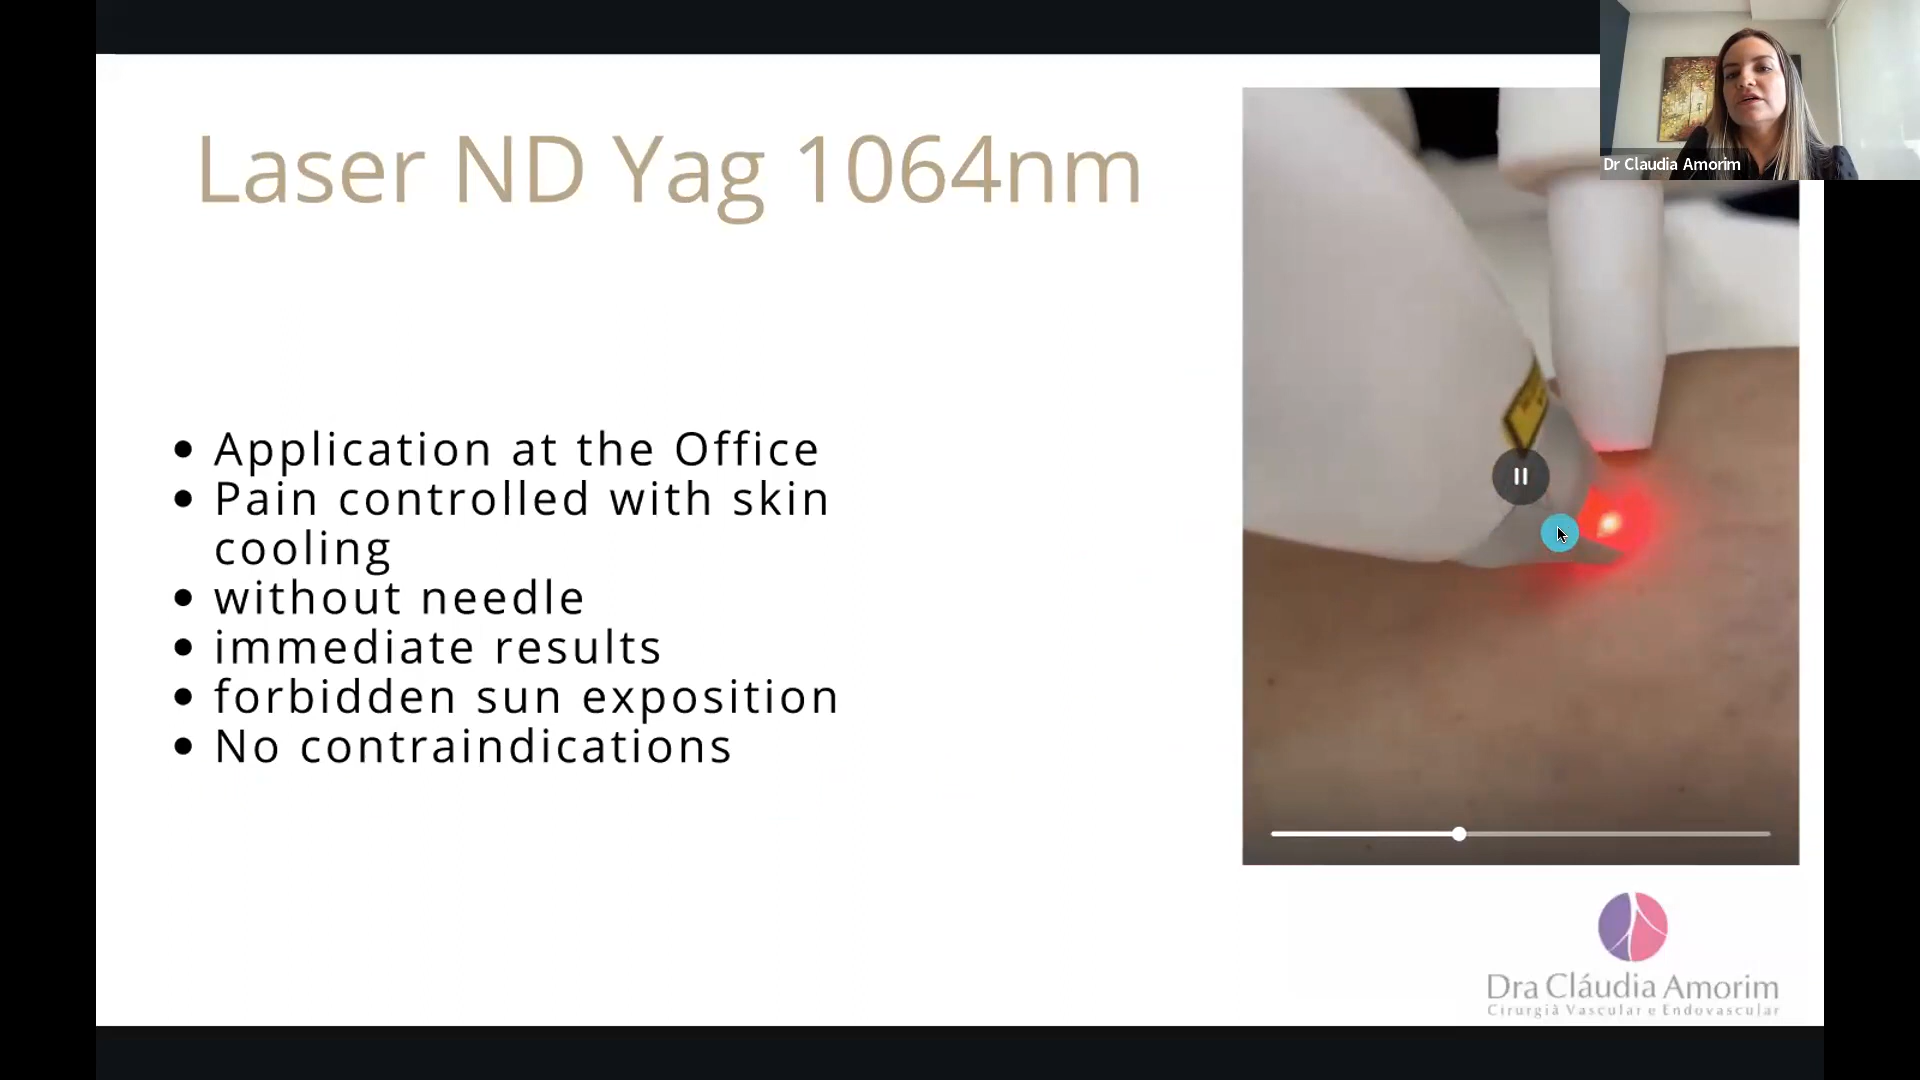 Laser ND Yag 1064nm
Dr Claudia Amorim
• Application at the Office
• Pain controlled with skin
cooling
• without needle
• immediate results
• forbidden sun exposition
• No contraindications
Dra Cláudia Amorim
Cirurgiã Vascular e Endovascular